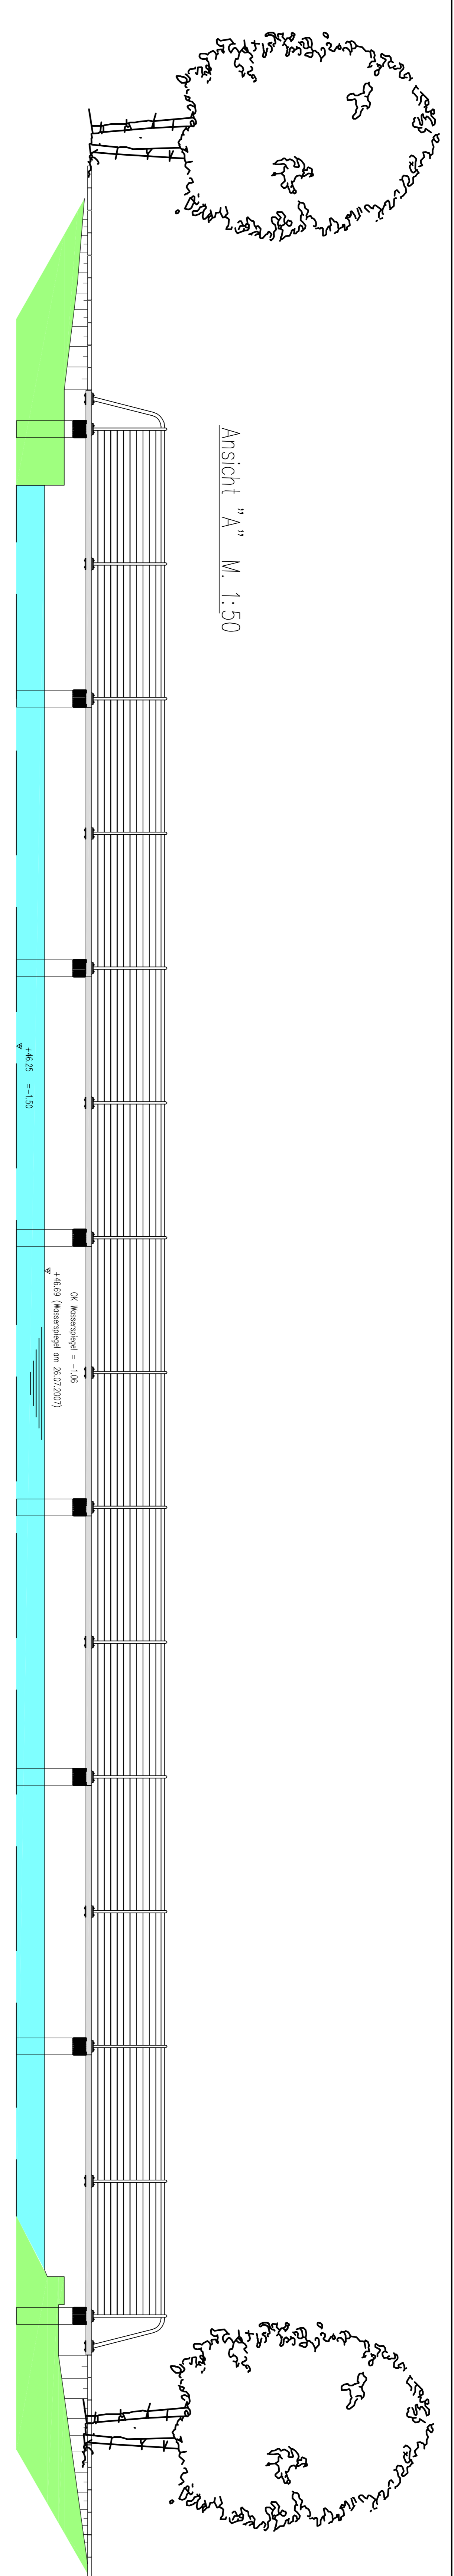 Ansicht "A" M. 1:50
OK Wasserspiegel = -1.06
+46.69 (Wasserspiegel am 26.07.2007)
+46.25 =-1.50